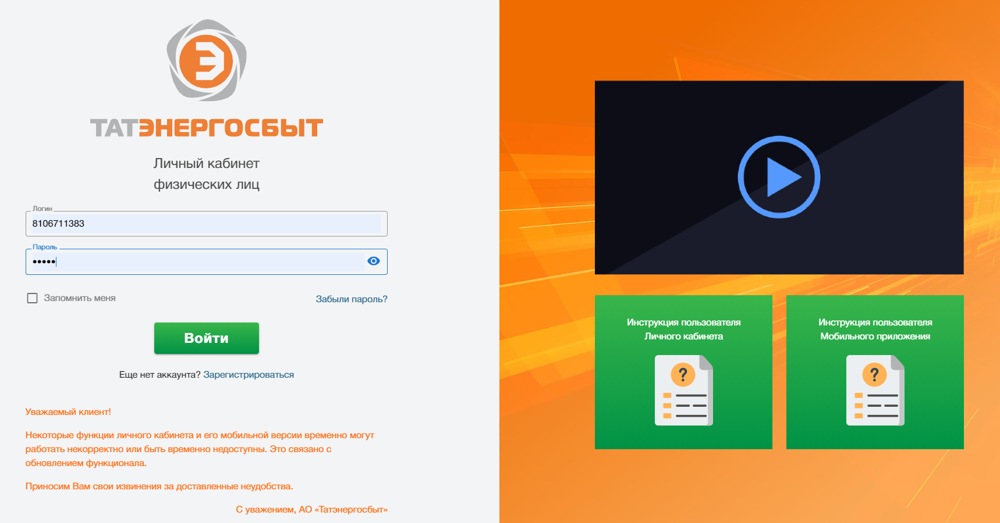 ТАТЭНЕРГОСБЫТ
Личный кабинет
физических лиц
Логин
8106711383
Пароль
•••••
Запомнить меня
Забыли пароль?
Войти
Еще нет аккаунта? Зарегистрироваться
Уважаемый клиент!
Некоторые функции личного кабинета и его мобильной версии временно могут
работать некорректно или быть временно недоступны. Это связано с
обновлением функционала.
Приносим Вам свои извинения за доставленные неудобства.
С уважением, АО «Татэнергосбыт»
Инструкция пользователя
Личного кабинета
?
Инструкция пользователя
Мобильного приложения
?